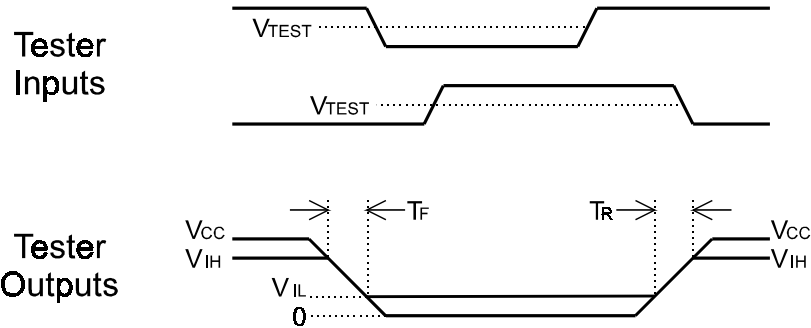 Tester
Inputs
VTEST
VTEST
TF
TR
Tester
Outputs
VCC
VIH
VIL
0
VCC
VIH